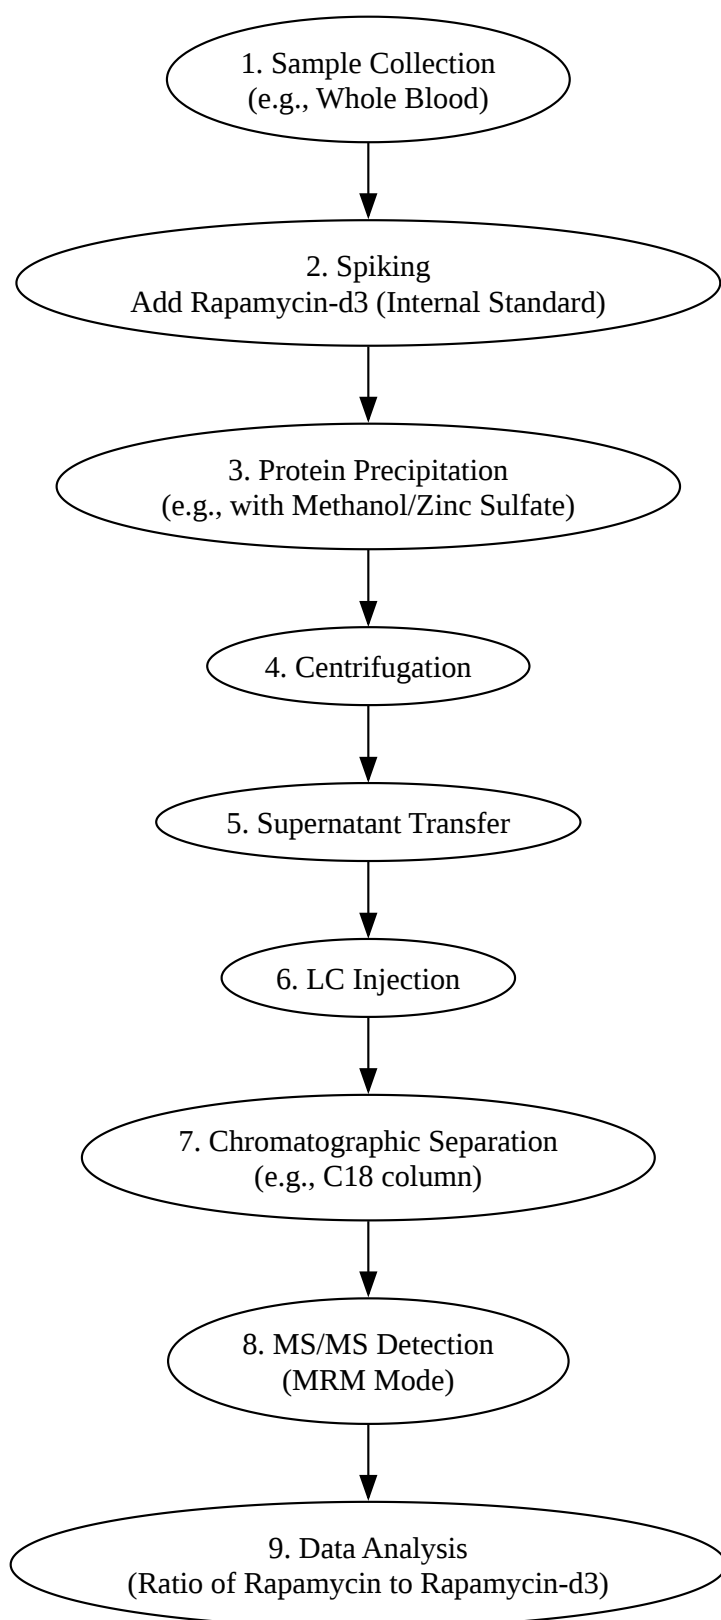 1. Sample Collection
(e.g., Whole Blood)
2. Spiking
Add Rapamycin-d3 (Internal Standard)
3. Protein Precipitation
(e.g., with Methanol/Zinc Sulfate)
4. Centrifugation
5. Supernatant Transfer
6. LC Injection
7. Chromatographic Separation
(e.g., C18 column)
8. MS/MS Detection
(MRM Mode)
9. Data Analysis
(Ratio of Rapamycin to Rapamycin-d3)